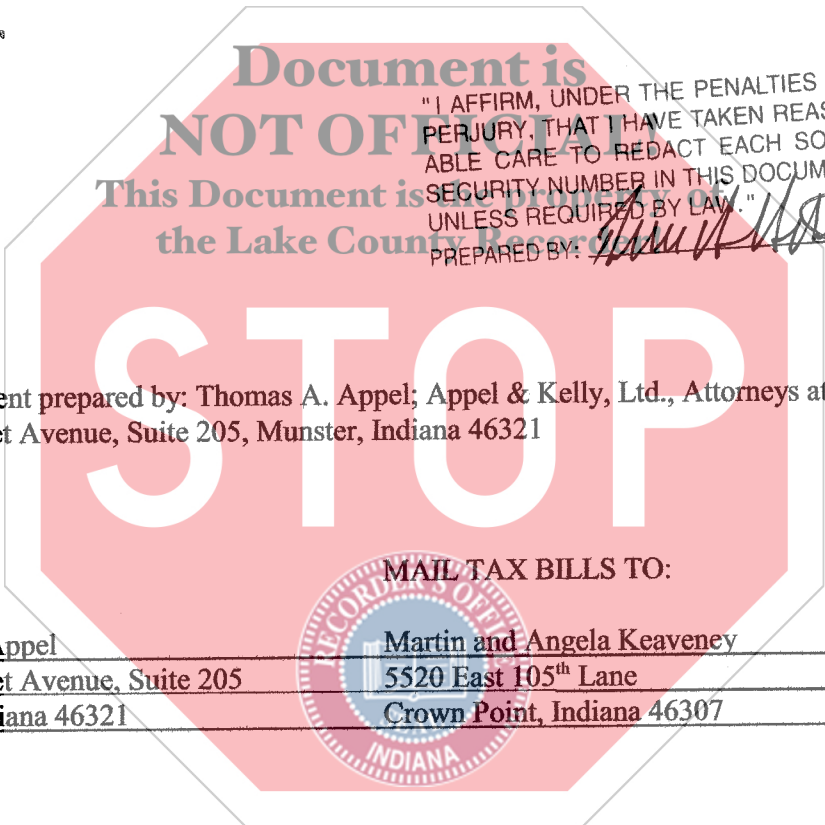 Document is
NOT OFFICIAL!
This Document is the property of
the Lake County Recorder!
"I AFFIRM, UNDER THE PENALTIES
PERJURY, THAT I HAVE TAKEN REAS
ABLE CARE TO REDACT EACH SO
SECURITY NUMBER IN THIS DOCUM
UNLESS REQUIRED BY LAW."
PREPARED BY:
STOP
ent prepared by: Thomas A. Appel; Appel & Kelly, Ltd., Attorneys at
et Avenue, Suite 205, Munster, Indiana 46321
MAIL TAX BILLS TO:
Appel Martin and Angela Keaveney
et Avenue, Suite 205 5520 East 105th Lane
iana 46321 Crown Point, Indiana 46307
RECORDER'S OFFICE
INDIANA